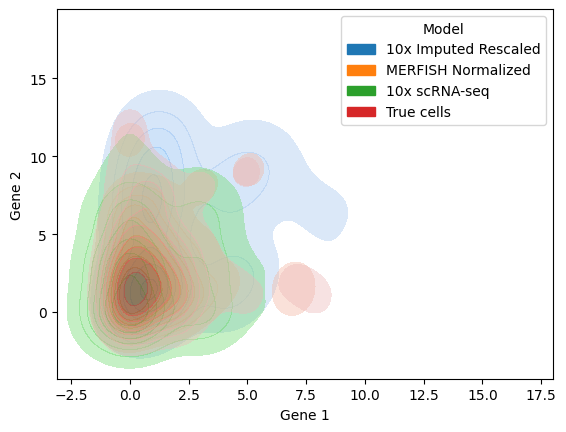 Model
10x Imputed Rescaled
MERFISH Normalized
10x scRNA-seq
True cells
Gene 2
15
10
5
0
−2.5 0.0 2.5 5.0 7.5 10.0 12.5 15.0 17.5
Gene 1